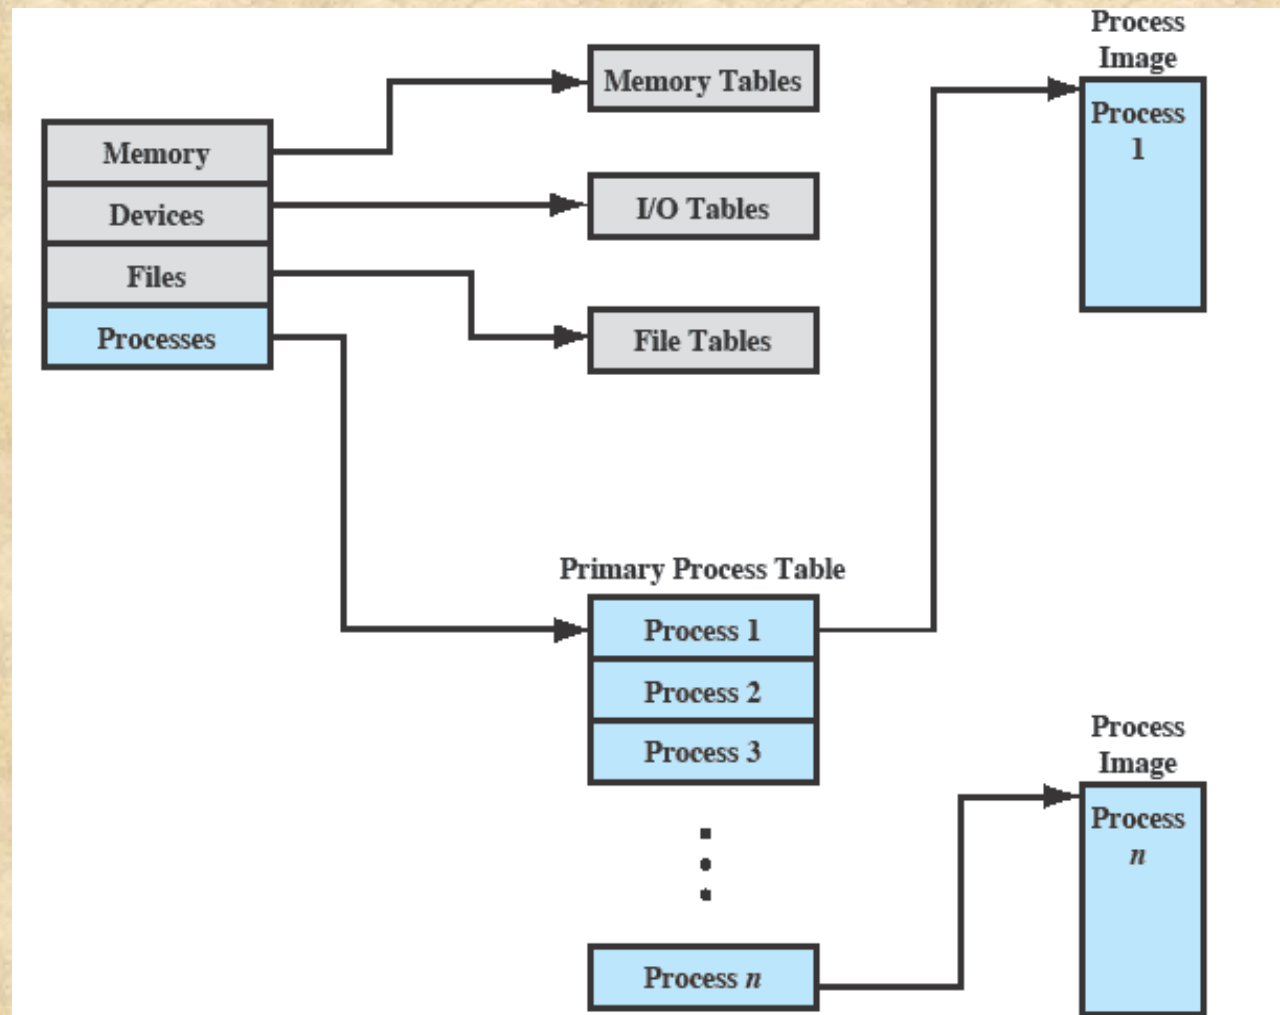 Memory
Devices
Files
Processes
Memory Tables
I/O Tables
File Tables
Primary Process Table
Process 1
Process 2
Process 3
Process n
Process
Image
Process
1
Process
Image
Process
n